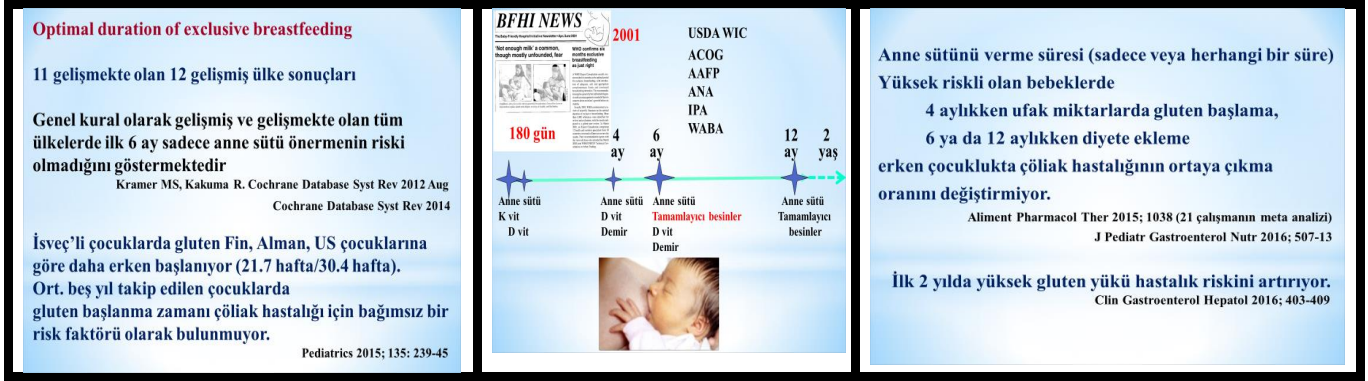 Optimal duration of exclusive breastfeeding
11 gelişmekte olan 12 gelişmiş ülke sonuçları
Genel kural olarak gelişmiş ve gelişmekte olan tüm
ülkelerde ilk 6 ay sadece anne sütü önermenin riski
olmadığını göstermektedir
Kramer MS, Kakuma R. Cochrane Database Syst Rev 2012 Aug
Cochrane Database Syst Rev 2014
İsveç’li çocuklarda gluten Fin, Alman, US çocuklarına
göre daha erken başlanıyor (21.7 hafta/30.4 hafta).
Ort. beş yıl takip edilen çocuklarda
gluten başlanma zamanı çöliak hastalığı için bağımsız bir
risk faktörü olarak bulunmuyor.
Pediatrics 2015; 135: 239-45
BFHI NEWS
'Not enough milk' a common,
though mostly unfounded, fear
WHO confirms six
months exclusive
breastfeeding
as just right
2001
180 gün
USDA WIC
ACOG
AAFP
ANA
IPA
WABA
4 ay
6 ay
12 ay
2 yaş
Anne sütü
K vit
D vit
Anne sütü
D vit
Demir
Anne sütü
Tamamlayıcı besinler
D vit
Demir
Anne sütü
Tamamlayıcı
besinler
Anne sütünü verme süresi (sadece veya herhangi bir süre)
Yüksek riskli olan bebeklerde
4 aylıkken ufak miktarlarda gluten başlama,
6 ya da 12 aylıkken diyete ekleme
erken çocuklukta çöliak hastalığının ortaya çıkma
oranını değiştirmiyor.
Aliment Pharmacol Ther 2015; 1038 (21 çalışmanın meta analizi)
J Pediatr Gastroenterol Nutr 2016; 507-13
İlk 2 yılda yüksek gluten yükü hastalık riskini artırıyor.
Clin Gastroenterol Hepatol 2016; 403-409